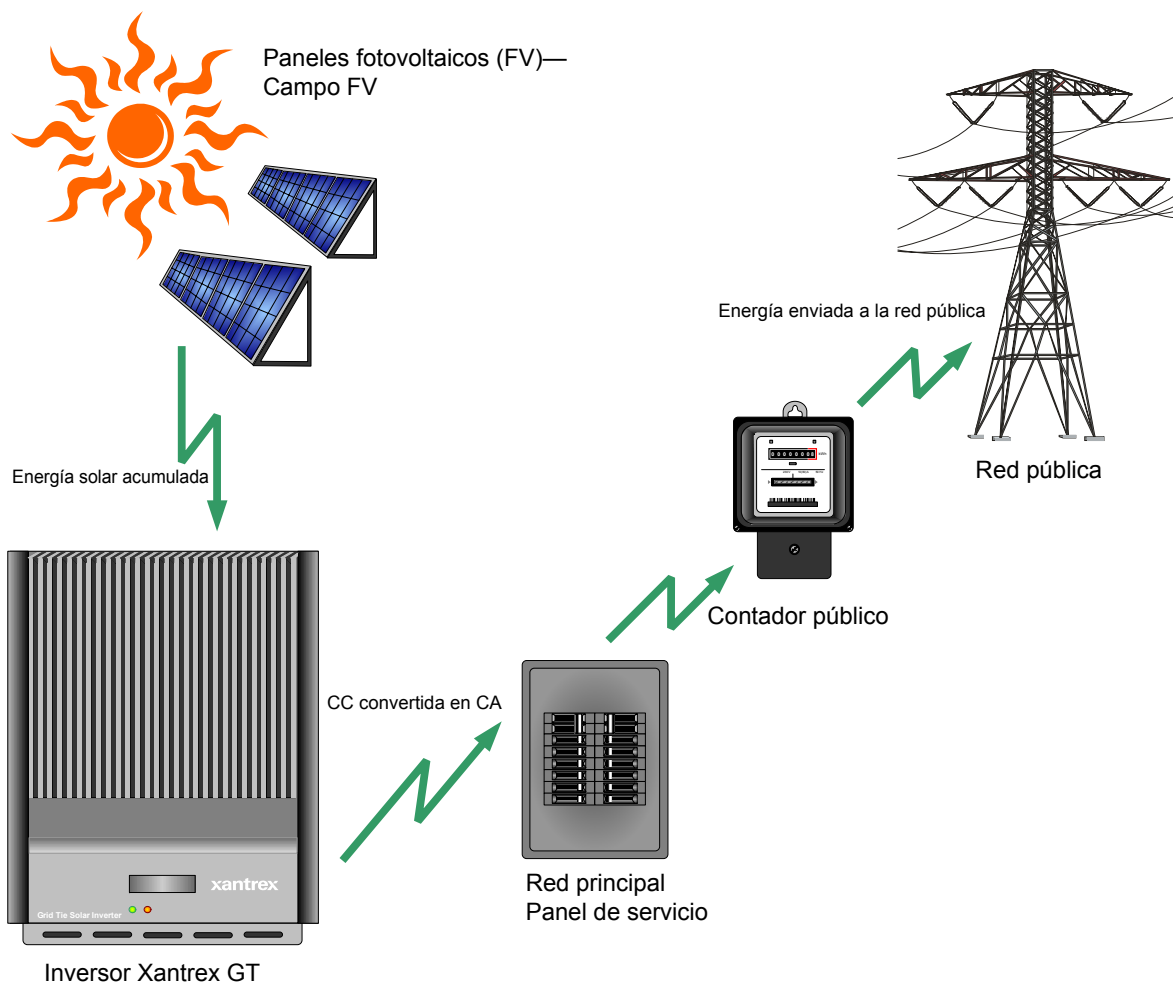 Paneles fotovoltaicos (FV)—
Campo FV
Energía enviada a la red pública
Red pública
Energía solar acumulada
Contador público
CC convertida en CA
xantrex
Grid Tie Solar Inverter
Red principal
Panel de servicio
Inversor Xantrex GT